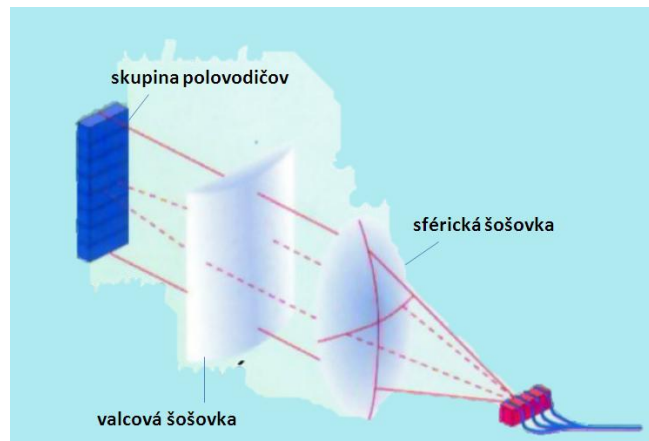 skupina polovodičov
sférická šošovka
valcová šošovka